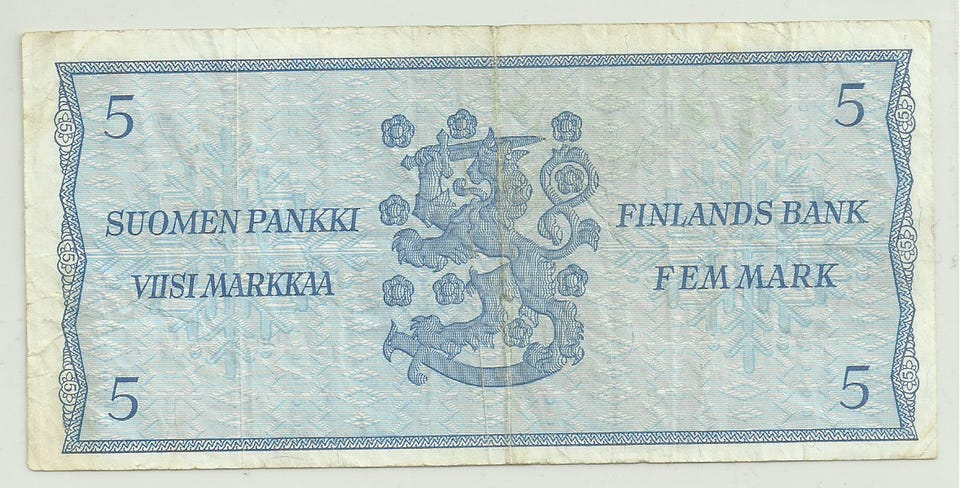 5 5
SUOMEN PANKKI
VIISI MARKKAA
FINLANDS BANK
FEM MARK
5 5